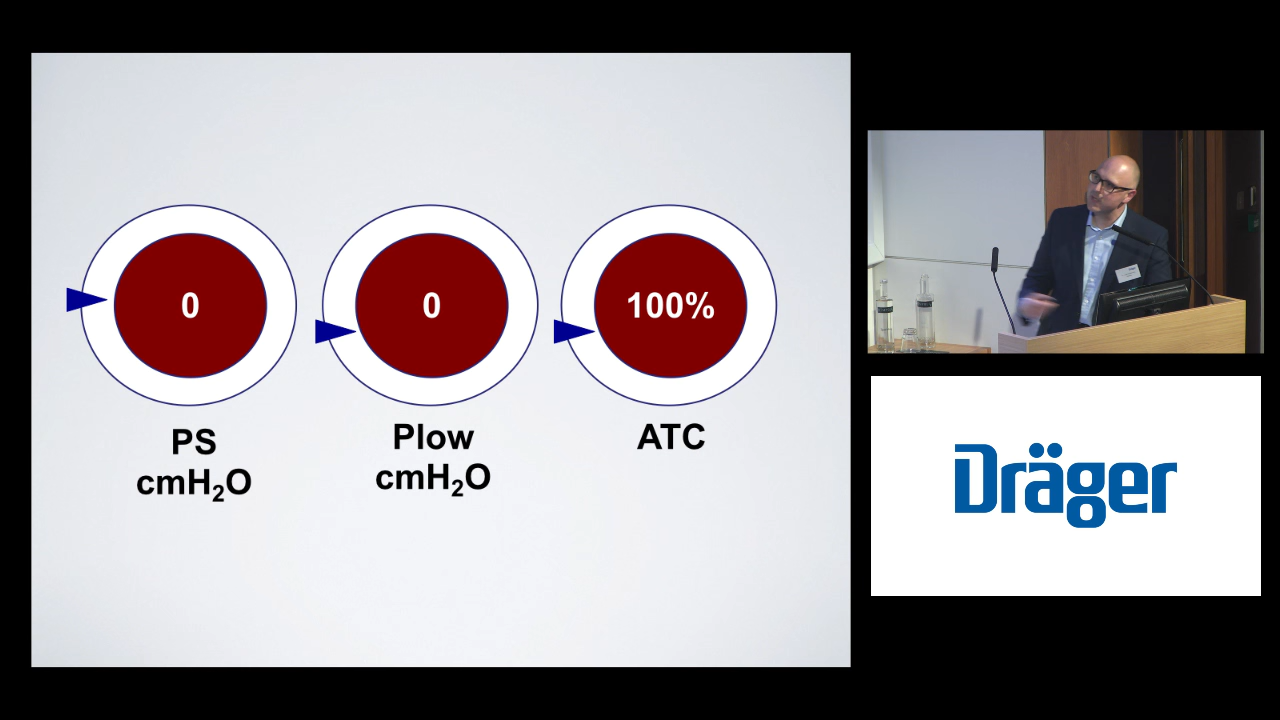 0
0
100%
PS
cmH₂O
Plow
cmH₂O
ATC
Dräger